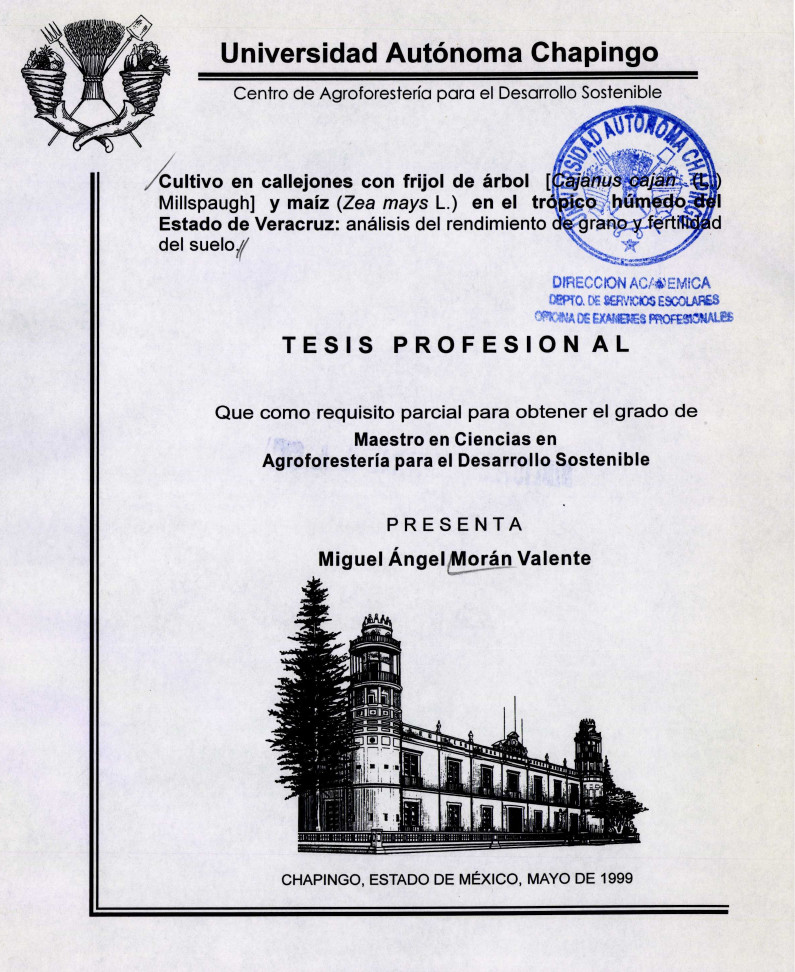 Universidad Autónoma Chapingo
Centro de Agroforestería para el Desarrollo Sostenible
Cultivo en callejones con frijol de árbol [Cajanus cajan (L.)
Millspaugh] y maíz (Zea mays L.) en el trópico húmedo del
Estado de Veracruz: análisis del rendimiento de grano y fertilidad
del suelo.
UNIVERSIDAD AUTONOMA CHAPINGO
DIRECCION ACADEMICA
DEPTO. DE SERVICIOS ESCOLARES
OFICINA DE EXAMENES PROFESIONALES
TESIS PROFESIONAL
Que como requisito parcial para obtener el grado de
Maestro en Ciencias en
Agroforestería para el Desarrollo Sostenible
PRESENTA
Miguel Ángel Morán Valente
CHAPINGO, ESTADO DE MÉXICO, MAYO DE 1999